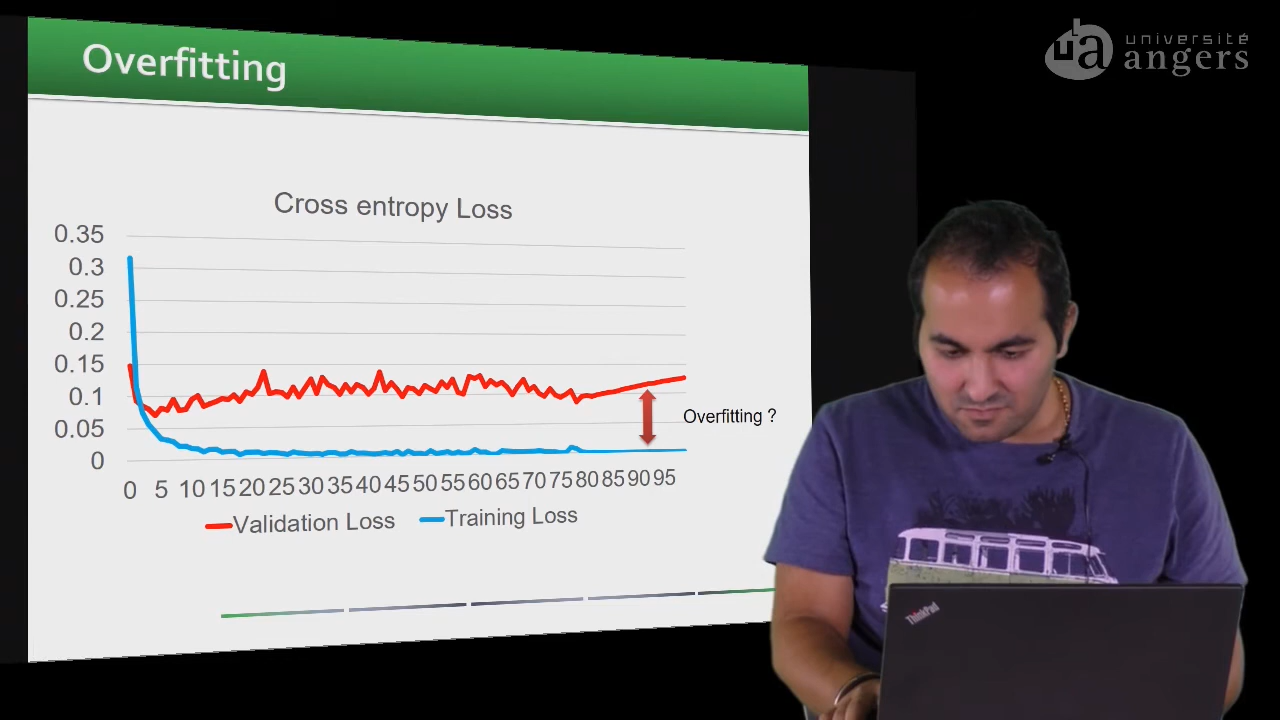 Overfitting
université
angers
Cross entropy Loss
0.35
0.3
0.25
0.2
0.15
0.1
0.05
0
Overfitting ?
0 5 10 15 20 25 30 35 40 45 50 55 60 65 70 75 80 85 90 95
Validation Loss Training Loss
ThinkPad